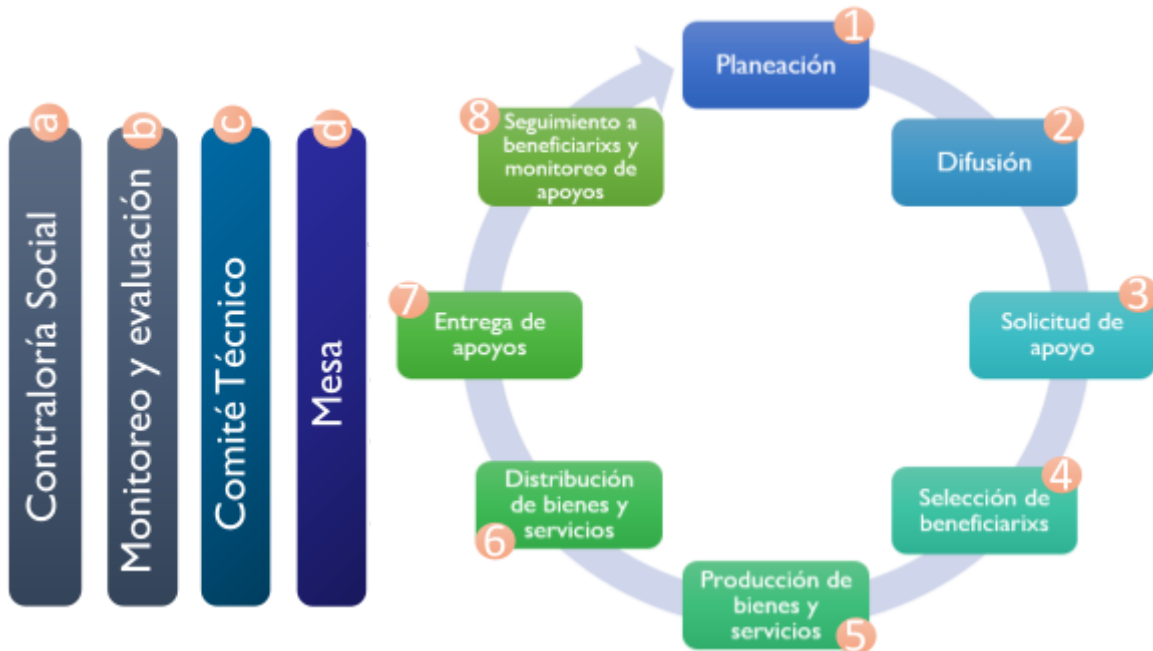 a
Contraloría Social
b
Monitoreo y evaluación
c
Comité Técnico
d
Mesa
1
Planeación
2
Difusión
3
Solicitud de
apoyo
4
Selección de
beneficiarixs
Producción de
bienes y
servicios
5
Distribución
de bienes y
servicios
6
7
Entrega de
apoyos
8
Seguimiento a
beneficiarixs y
monitoreo de
apoyos